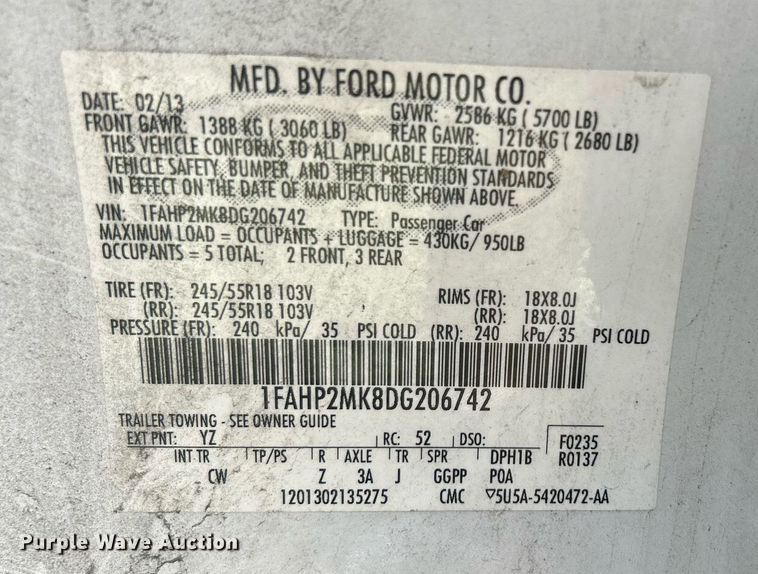 MFD. BY FORD MOTOR CO.
DATE: 02/13 GVWR: 2586 KG ( 5700 LB)
FRONT GAWR: 1388 KG ( 3060 LB) REAR GAWR: 1216 KG ( 2680 LB)
THIS VEHICLE CONFORMS TO ALL APPLICABLE FEDERAL MOTOR
VEHICLE SAFETY, BUMPER, AND THEFT PREVENTION STANDARDS
IN EFFECT ON THE DATE OF MANUFACTURE SHOWN ABOVE.
VIN: 1FAHP2MK8DG206742 TYPE: Passenger Car
MAXIMUM LOAD = OCCUPANTS + LUGGAGE = 430KG/ 950LB
OCCUPANTS = 5 TOTAL; 2 FRONT, 3 REAR
TIRE (FR): 245/55R18 103V RIMS (FR): 18X8.0J
(RR): 245/55R18 103V (RR): 18X8.0J
PRESSURE (FR): 240 kPa/ 35 PSI COLD (RR): 240 kPa/ 35 PSI COLD
1FAHP2MK8DG206742
TRAILER TOWING - SEE OWNER GUIDE
EXT PNT: YZ RC: 52 DSO: F0235
INT TR TP/PS R AXLE TR SPR DPH1B R0137
CW Z 3A J GGPP POA
1201302135275 CMC ▽5U5A-5420472-AA
Purple Wave Auction